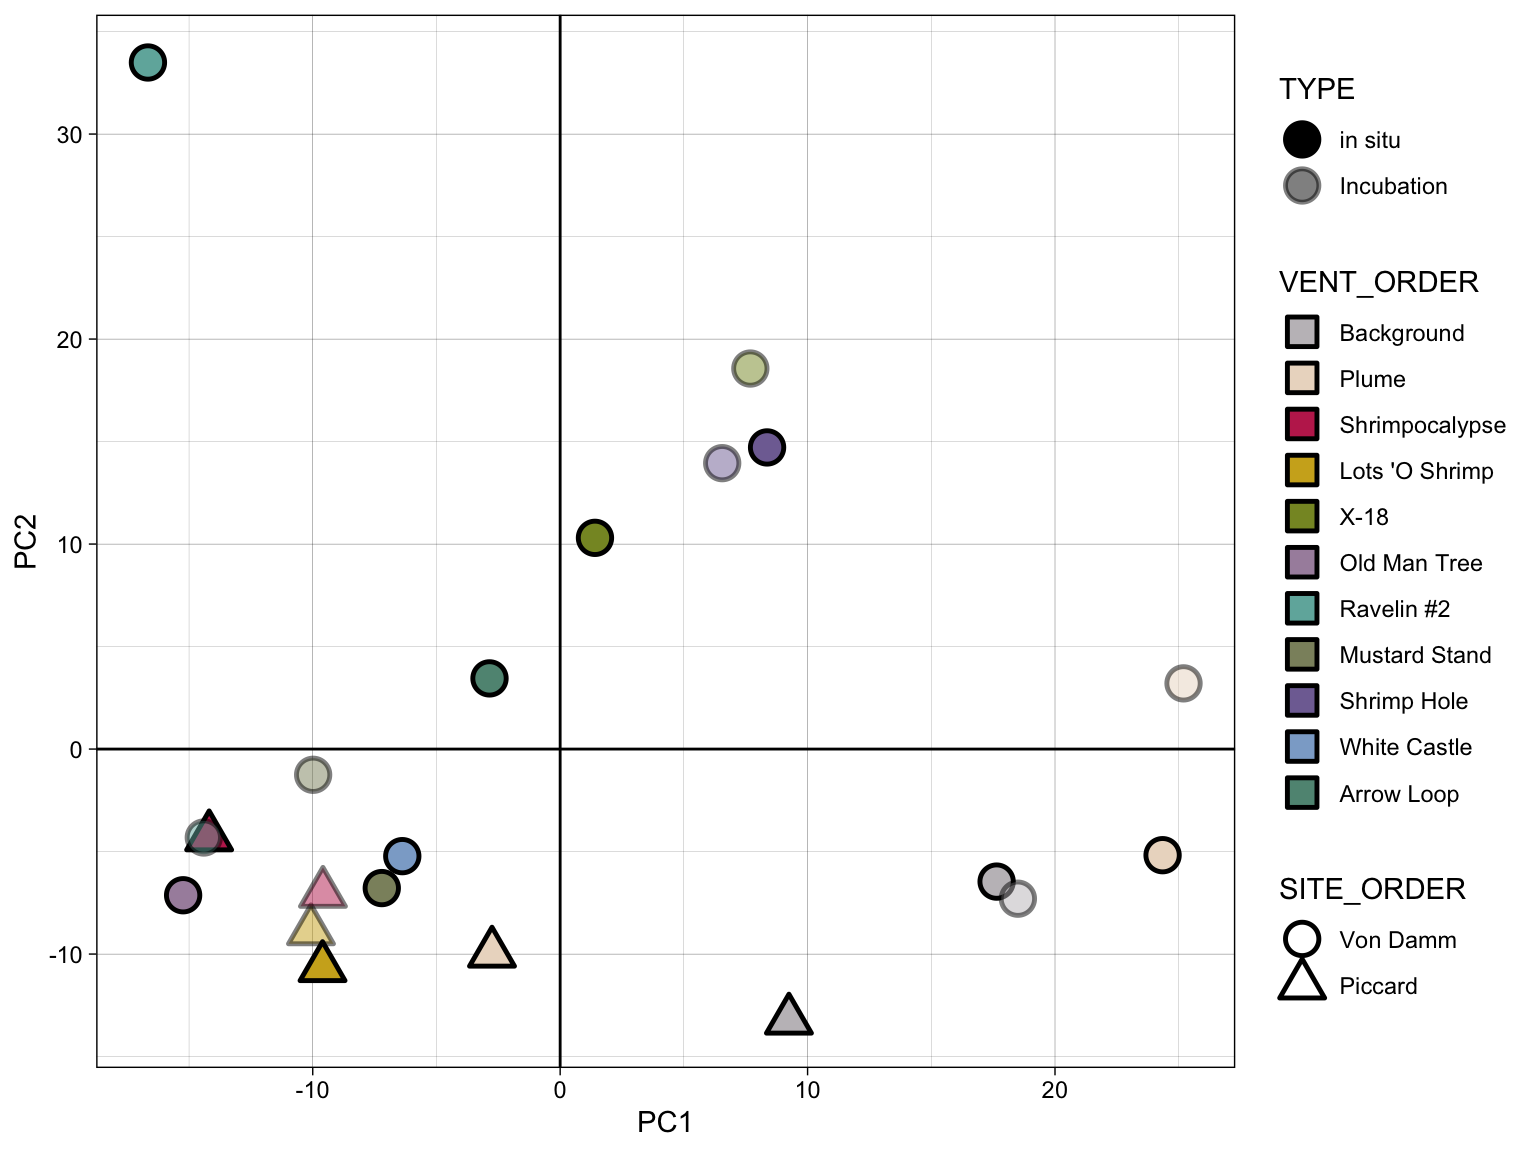 30
20
10
0
-10
PC2
-10
0
10
20
PC1
TYPE
in situ
Incubation
VENT_ORDER
Background
Plume
Shrimpocalypse
Lots 'O Shrimp
X-18
Old Man Tree
Ravelin #2
Mustard Stand
Shrimp Hole
White Castle
Arrow Loop
SITE_ORDER
Von Damm
Piccard